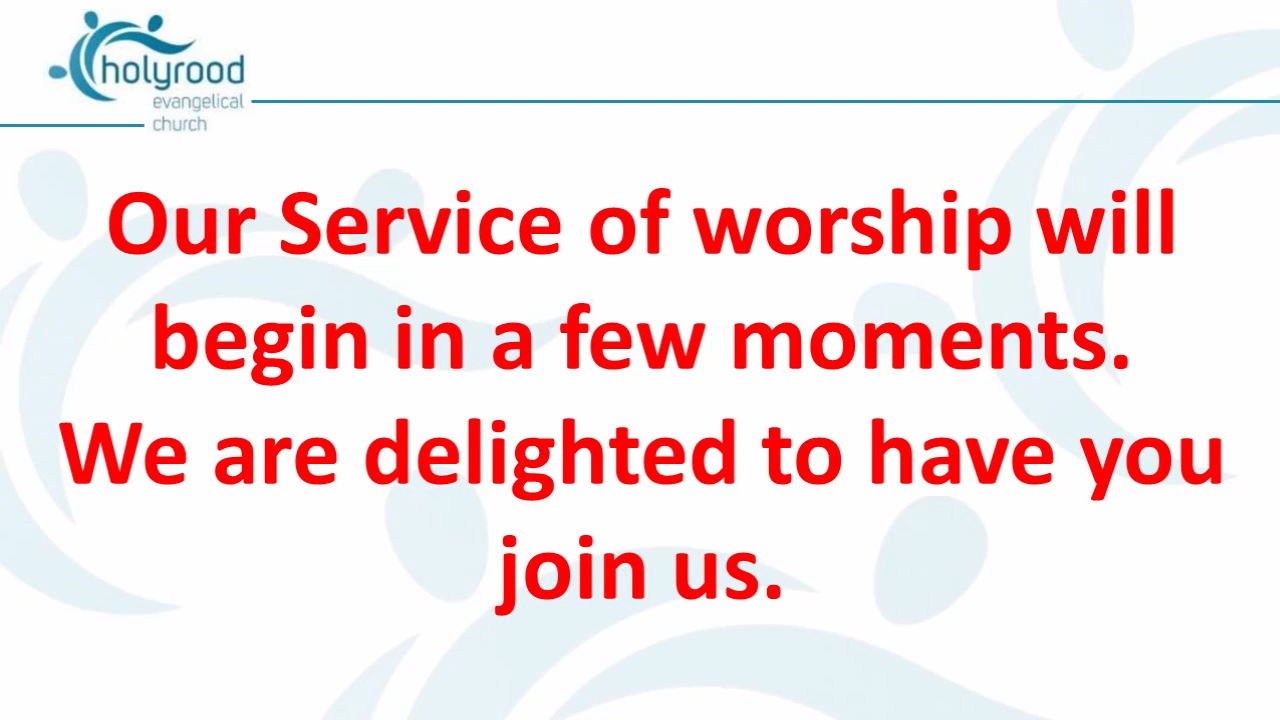 holyrood
evangelical
church
Our Service of worship will
begin in a few moments.
We are delighted to have you
join us.